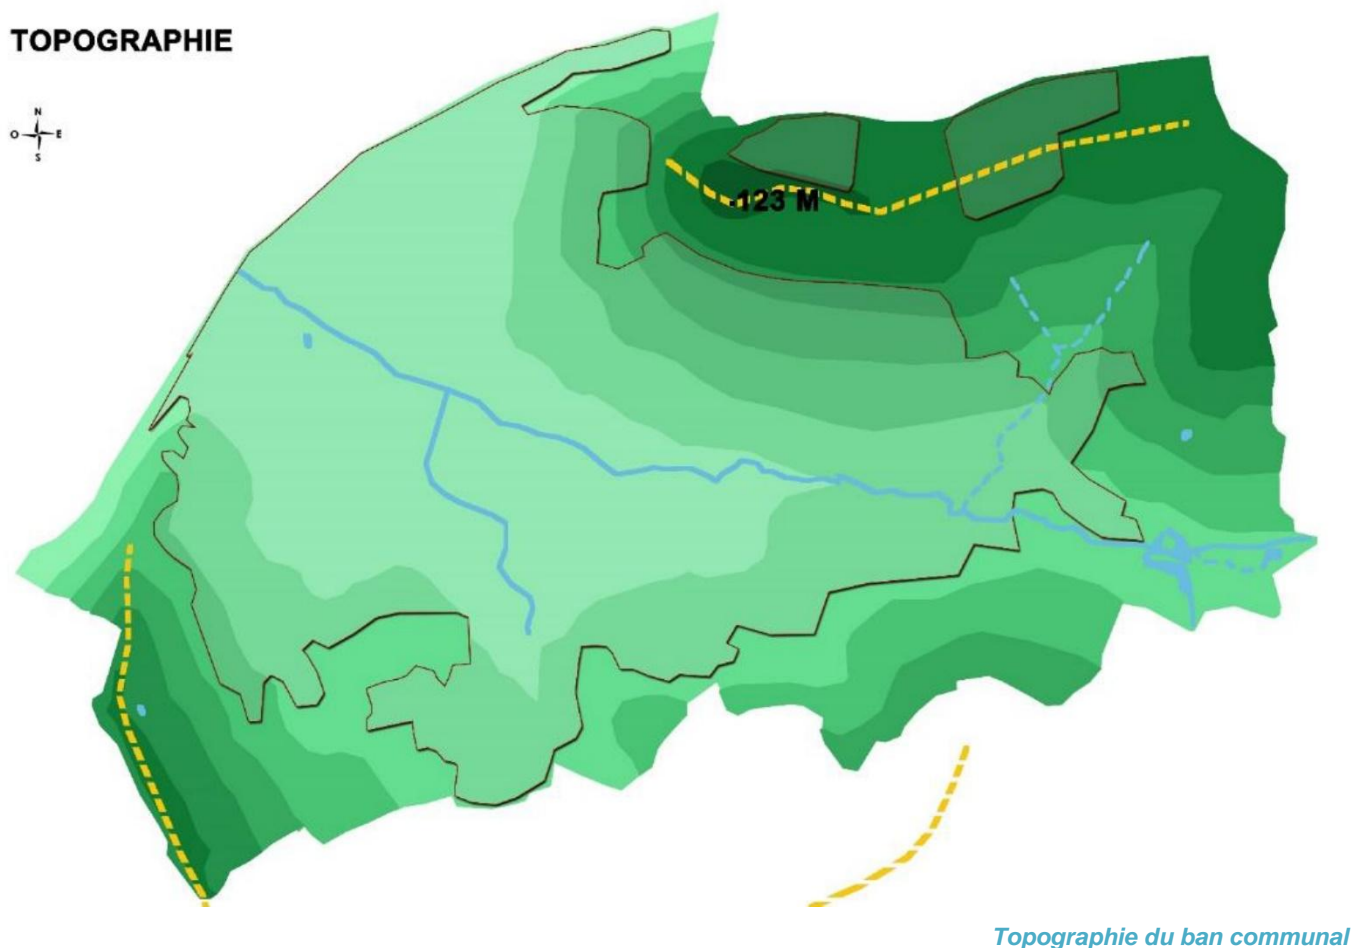 TOPOGRAPHIE
N
O E
S
.123 M
Topographie du ban communal